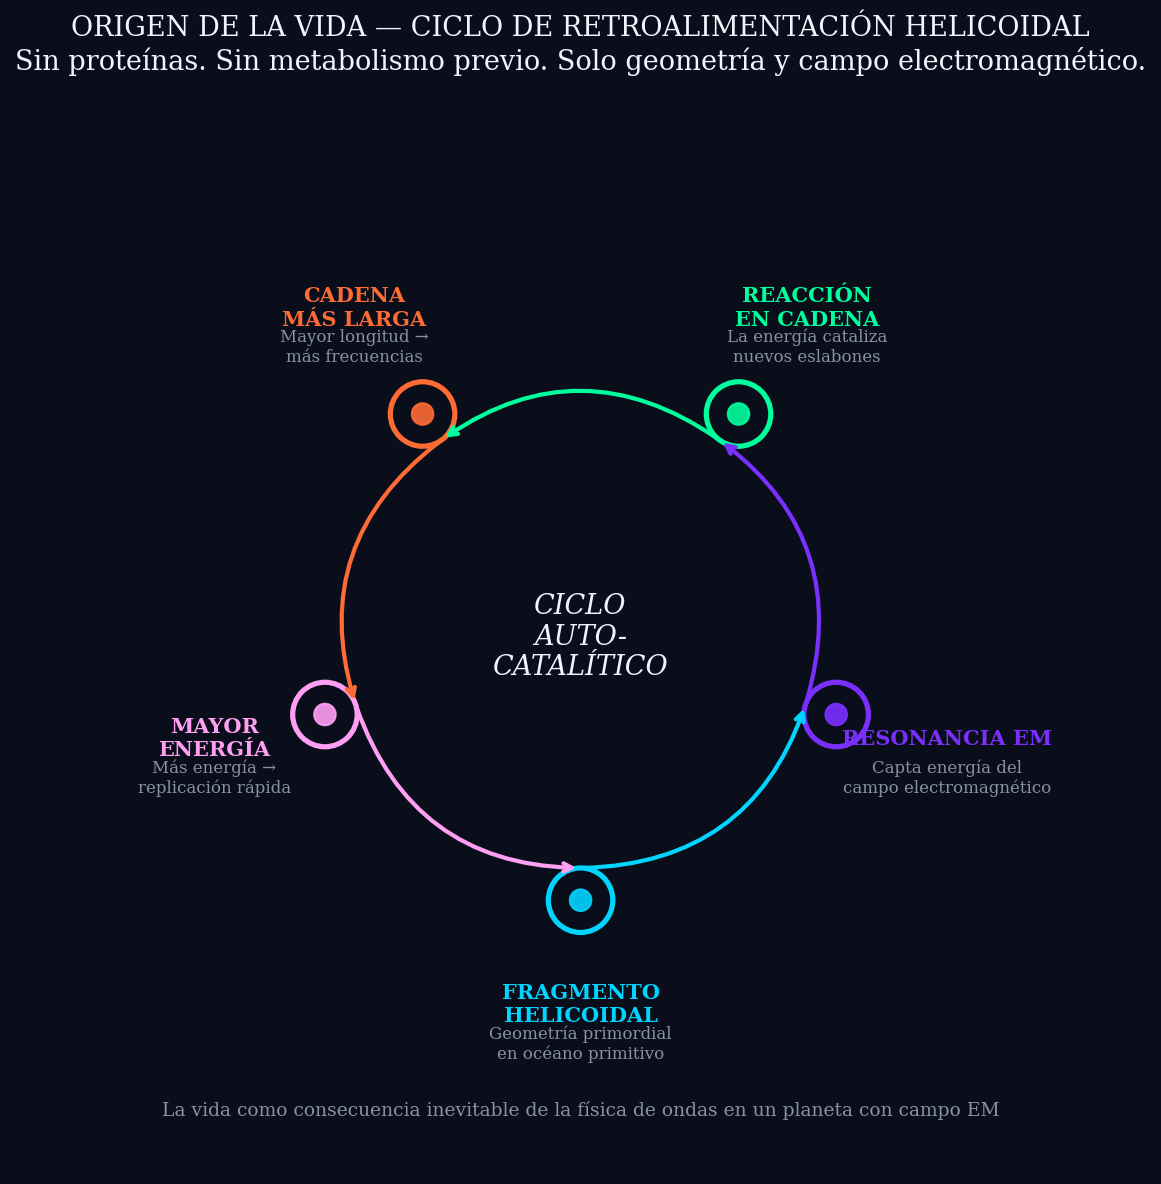 ORIGEN DE LA VIDA — CICLO DE RETROALIMENTACIÓN HELICOIDAL
Sin proteínas. Sin metabolismo previo. Solo geometría y campo electromagnético.
CADENA
MÁS LARGA
Mayor longitud →
más frecuencias
REACCIÓN
EN CADENA
La energía cataliza
nuevos eslabones
CICLO
AUTO-
CATALÍTICO
MAYOR
ENERGÍA
Más energía →
replicación rápida
RESONANCIA EM
Capta energía del
campo electromagnético
FRAGMENTO
HELICOIDAL
Geometría primordial
en océano primitivo
La vida como consecuencia inevitable de la física de ondas en un planeta con campo EM